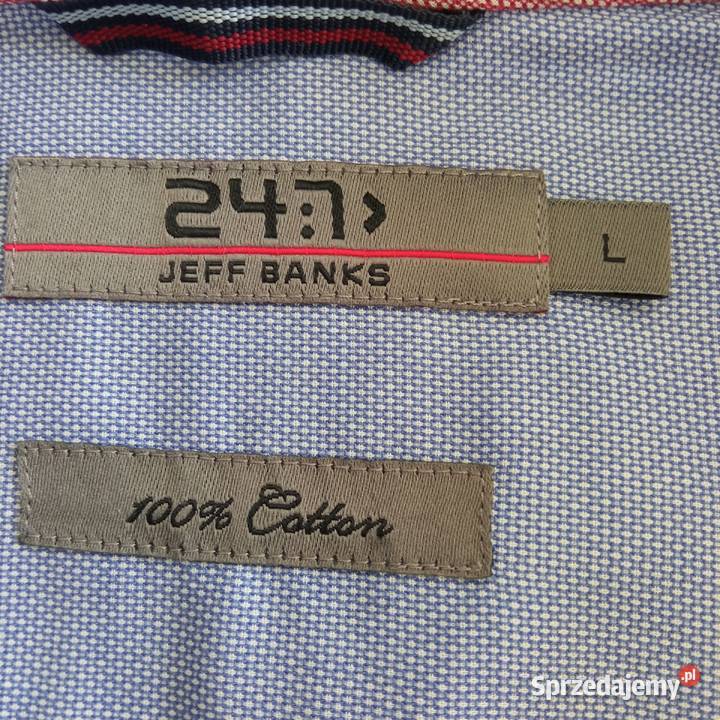 24:7>
JEFF BANKS
L
100% Cotton
Sprzedajemy.pl